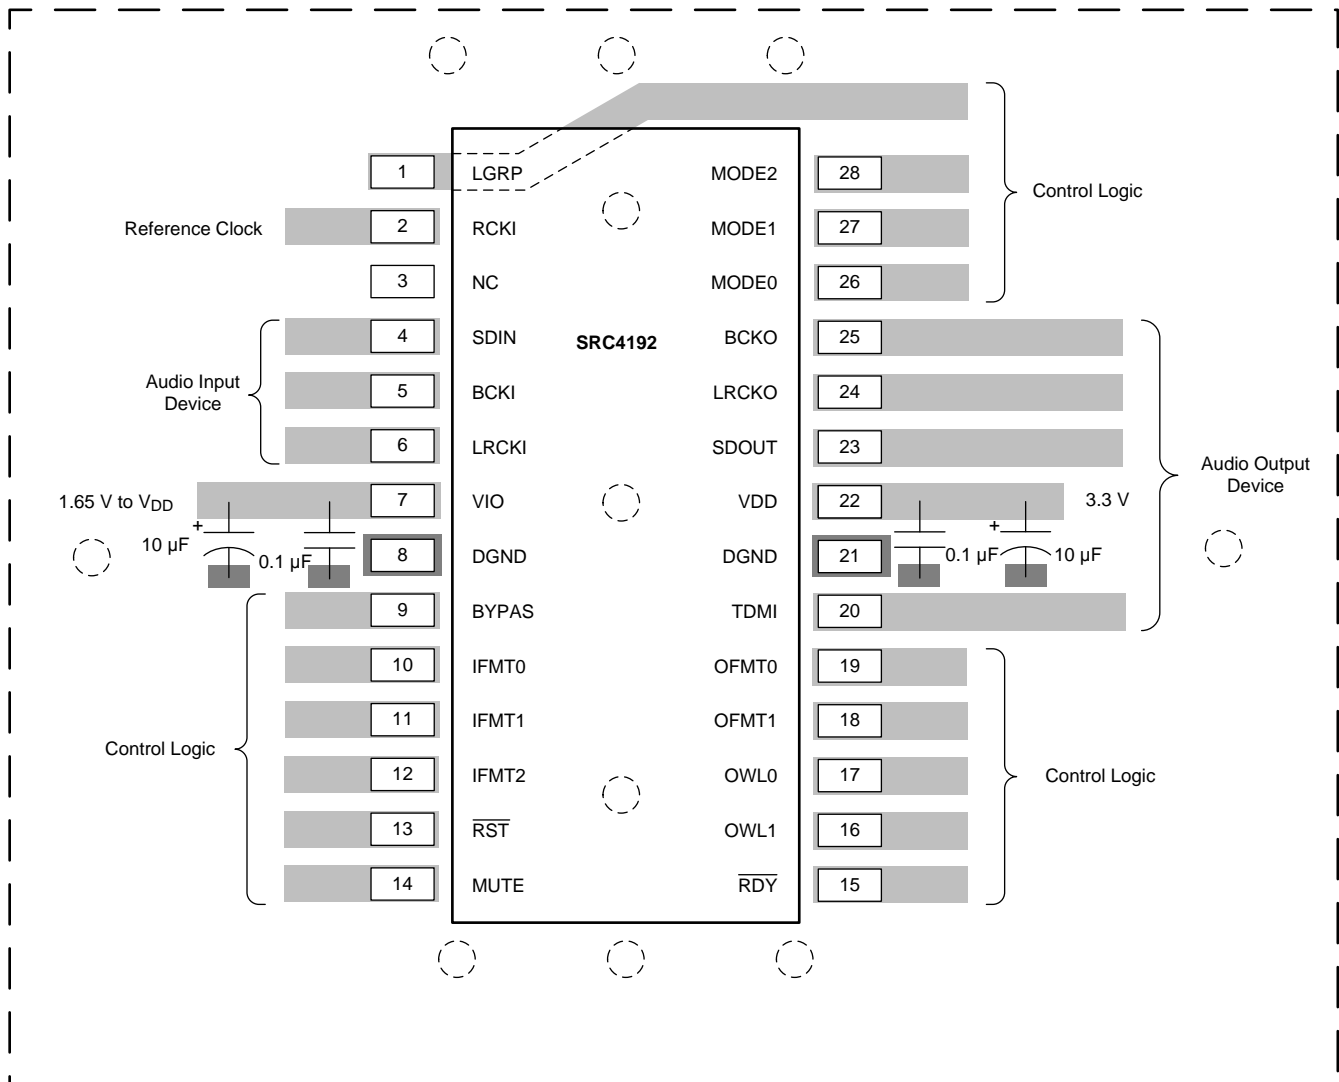 1 LGRP MODE2 28
Control Logic
Reference Clock 2 RCKI MODE1 27
3 NC MODE0 26
4 SDIN SRC4192 BCKO 25
Audio Input
Device
5 BCKI LRCKO 24
6 LRCKI SDOUT 23
Audio Output
Device
1.65 V to VDD 7 VIO VDD 22 3.3 V
+ +
10 µF 0.1 µF 8 DGND DGND 21 0.1 µF 10 µF
9 BYPAS TDMI 20
10 IFMT0 OFMT0 19
11 IFMT1 OFMT1 18
Control Logic
12 IFMT2 OWL0 17 Control Logic
13 RST OWL1 16
14 MUTE RDY 15